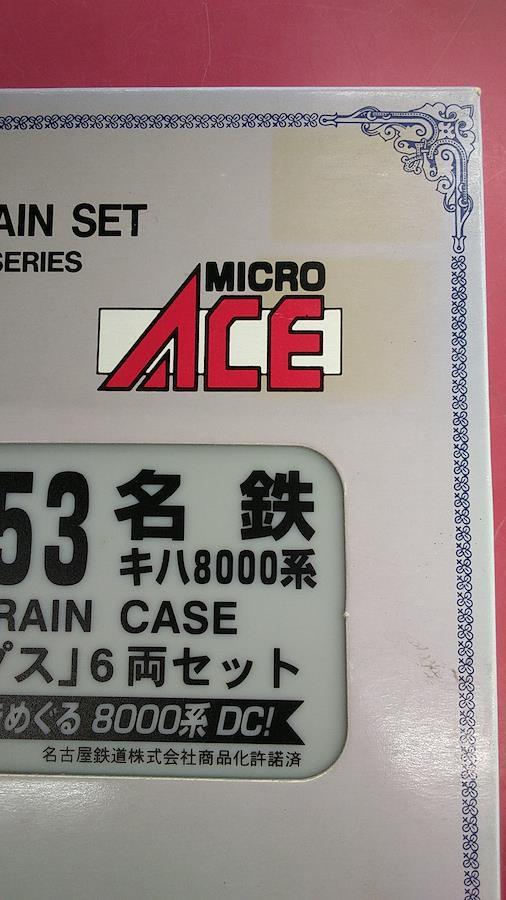 AIN SET
SERIES
MICRO
ACE
53 名鉄
キハ8000系
RAIN CASE
プス」6両セット
めぐる 8000系 DC!
名古屋鉄道株式会社商品化許諾済